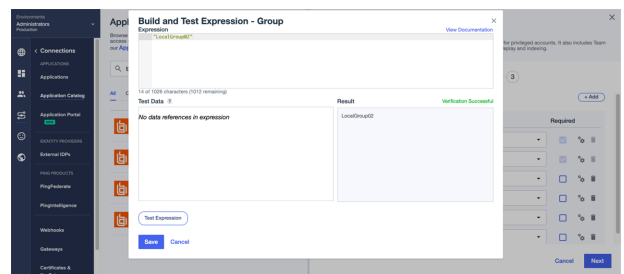 Environments
Administrators
Production
Connections
APPLICATIONS
Applications
Application Catalog
Application Portal
NEW
IDENTITY PROVIDERS
External IDPs
PING PRODUCTS
PingFederate
PingIntelligence
Webhooks
Gateways
Certificates &
Browse
access
our App
All
Build and Test Expression - Group
Expression
View Documentation
"LocalGroup02"
14 of 1026 characters (1012 remaining)
Test Data
Result
Verification Successful
No data references in expression
LocalGroup02
Test Expression
Save
Cancel
for privileged accounts. It also includes Team
replay and indexing.
3
+ Add
Required
Cancel
Next